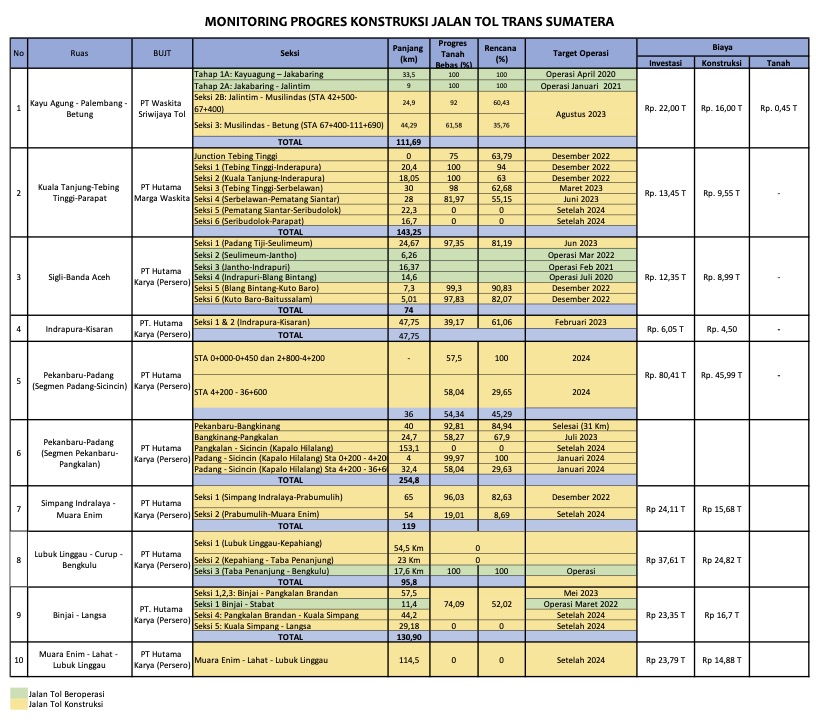 MONITORING PROGRES KONSTRUKSI JALAN TOL TRANS SUMATERA
No Ruas BUJT Seksi Panjang (km) Progres Tanah Bebas (%) Rencana (%) Target Operasi Biaya
Investasi Konstruksi Tanah
1 Kayu Agung - Palembang - Betung PT Waskita Sriwijaya Tol Rp. 22,00 T Rp. 16,00 T Rp. 0,45 T
Tahap 1A: Kayuagung – Jakabaring 33,5 100 100 Operasi April 2020
Tahap 2A: Jakabaring - Jalintim 9 100 100 Operasi Januari 2021
Seksi 2B: Jalintim - Musilindas (STA 42+500-67+400) 24,9 92 60,43 Agustus 2023
Seksi 3: Musilindas - Betung (STA 67+400-111+690) 44,29 61,58 35,76
TOTAL 111,69
2 Kuala Tanjung-Tebing Tinggi-Parapat PT Hutama Marga Waskita Rp. 13,45 T Rp. 9,55 T -
Junction Tebing Tinggi 0 75 63,79 Desember 2022
Seksi 1 (Tebing Tinggi-Inderapura) 20,4 100 94 Desember 2022
Seksi 2 (Kuala Tanjung-Inderapura) 18,05 100 63 Desember 2022
Seksi 3 (Tebing Tinggi-Serbelawan) 30 98 62,68 Maret 2023
Seksi 4 (Serbelawan-Pematang Siantar) 28 81,97 55,15 Juni 2023
Seksi 5 (Pematang Siantar-Seribudolok) 22,3 0 0 Setelah 2024
Seksi 6 (Seribudolok-Parapat) 16,7 0 0 Setelah 2024
TOTAL 143,25
3 Sigli-Banda Aceh PT Hutama Karya (Persero) Rp. 12,35 T Rp. 8,99 T -
Seksi 1 (Padang Tiji-Seulimeum) 24,67 97,35 81,19 Jun 2023
Seksi 2 (Seulimeum-Jantho) 6,26 Operasi Mar 2022
Seksi 3 (Jantho-Indrapuri) 16,37 Operasi Feb 2021
Seksi 4 (Indrapuri-Blang Bintang) 14,6 Operasi Juli 2020
Seksi 5 (Blang Bintang-Kuto Baro) 7,3 99,3 90,83 Desember 2022
Seksi 6 (Kuto Baro-Baitussalam) 5,01 97,83 82,07 Desember 2022
TOTAL 74
4 Indrapura-Kisaran PT. Hutama Karya (Persero) Rp. 6,05 T Rp. 4,50 -
Seksi 1 & 2 (Indrapura-Kisaran) 47,75 39,17 61,06 Februari 2023
TOTAL 47,75
5 Pekanbaru-Padang (Segmen Padang-Sicincin) PT Hutama Karya (Persero) Rp. 80,41 T Rp. 45,99 T -
STA 0+000-0+450 dan 2+800-4+200 - 57,5 100 2024
STA 4+200 - 36+600 58,04 29,65 2024
36 54,34 45,29
6 Pekanbaru-Padang (Segmen Pekanbaru-Pangkalan) PT Hutama Karya (Persero)
Pekanbaru-Bangkinang 40 92,81 84,94 Selesai (31 Km)
Bangkinang-Pangkalan 24,7 58,27 67,9 Juli 2023
Pangkalan - Sicincin (Kapalo Hilalang) 153,1 0 0 Setelah 2024
Padang - Sicincin (Kapalo Hilalang) Sta 0+200 - 4+20 4 99,97 100 Januari 2024
Padang - Sicincin (Kapalo Hilalang) Sta 4+200 - 36+6 32,4 58,04 29,63 Januari 2024
TOTAL 254,8
7 Simpang Indralaya - Muara Enim PT Hutama Karya (Persero) Rp 24,11 T Rp 15,68 T
Seksi 1 (Simpang Indralaya-Prabumulih) 65 96,03 82,63 Desember 2022
Seksi 2 (Prabumulih-Muara Enim) 54 19,01 8,69 Setelah 2024
TOTAL 119
8 Lubuk Linggau - Curup - Bengkulu PT Hutama Karya (Persero) Rp 37,61 T Rp 24,82 T
Seksi 1 (Lubuk Linggau-Kepahiang) 54,5 Km 0
Seksi 2 (Kepahiang - Taba Penanjung) 23 Km 0
Seksi 3 (Taba Penanjung - Bengkulu) 17,6 Km 100 100 Operasi
TOTAL 95,8
9 Binjai - Langsa PT. Hutama Karya (Persero) Rp 23,35 T Rp 16,7 T
Seksi 1,2,3: Binjai - Pangkalan Brandan 57,5 74,09 52,02 Mei 2023
Seksi 1 Binjai - Stabat 11,4 Operasi Maret 2022
Seksi 4: Pangkalan Brandan - Kuala Simpang 44,2 Setelah 2024
Seksi 5: Kuala Simpang - Langsa 29,18 0 0 Setelah 2024
TOTAL 130,90
10 Muara Enim - Lahat - Lubuk Linggau PT Hutama Karya (Persero) Muara Enim - Lahat - Lubuk Linggau 114,5 0 0 Setelah 2024 Rp 23,79 T Rp 14,88 T
Jalan Tol Beroperasi
Jalan Tol Konstruksi